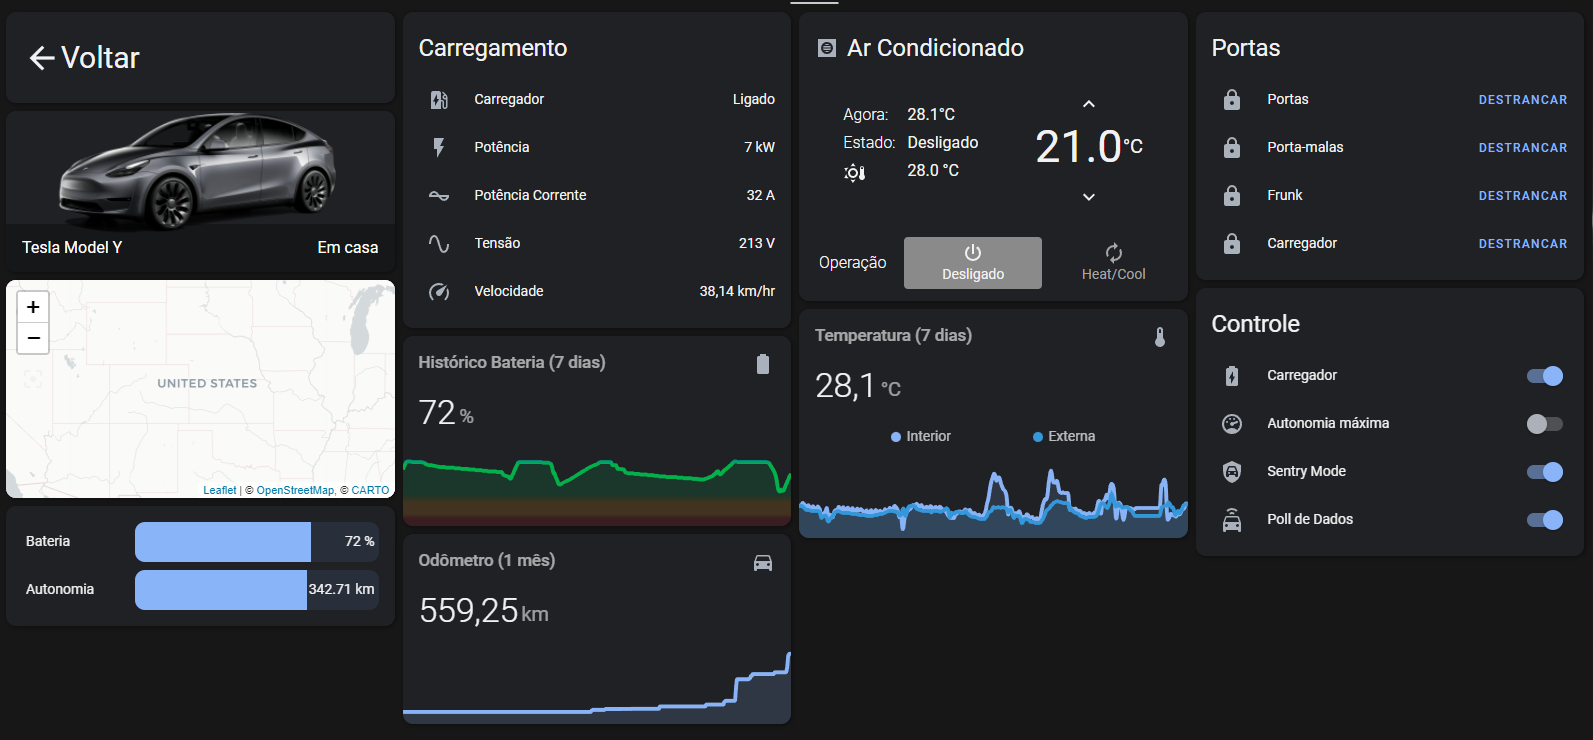 Voltar
Tesla Model Y Em casa
+
−
UNITED STATES
Leaflet | © OpenStreetMap, © CARTO
Bateria 72 %
Autonomia 342.71 km
Carregamento
Carregador Ligado
Potência 7 kW
Potência Corrente 32 A
Tensão 213 V
Velocidade 38,14 km/hr
Histórico Bateria (7 dias)
72 %
Odômetro (1 mês)
559,25 km
Ar Condicionado
Agora: 28.1°C
Estado: Desligado
28.0 °C
21.0 °C
Operação
Desligado
Heat/Cool
Temperatura (7 dias)
28,1 °C
Interior Externa
Portas
Portas DESTRANCAR
Porta-malas DESTRANCAR
Frunk DESTRANCAR
Carregador DESTRANCAR
Controle
Carregador
Autonomia máxima
Sentry Mode
Poll de Dados